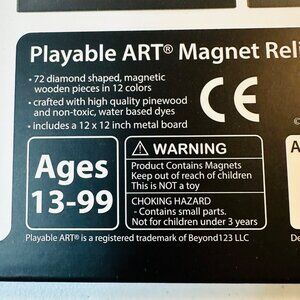 Playable ART® Magnet Reli
• 72 diamond shaped, magnetic
wooden pieces in 12 colors
• crafted with high quality pinewood
and non-toxic, water based dyes
• includes a 12 x 12 inch metal board
CE
Ages
13-99
WARNING
Product Contains Magnets
Keep out of reach of children
This is NOT a toy
CHOKING HAZARD
- Contains small parts.
Not for children under 3 years
Playable ART® is a registered trademark of Beyond123 LLC
©
A
De